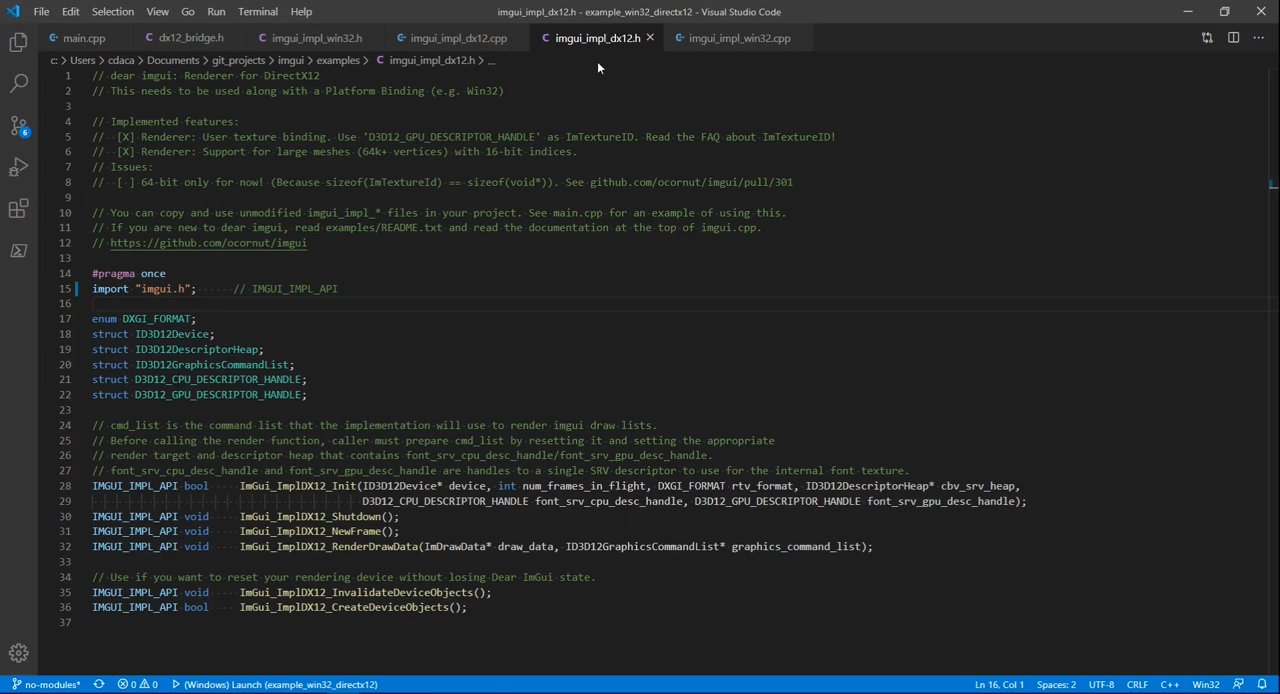 File Edit Selection View Go Run Terminal Help imgui_impl_dx12.h - example_win32_directx12 - Visual Studio Code
main.cpp dx12_bridge.h imgui_impl_win32.h imgui_impl_dx12.cpp imgui_impl_dx12.h imgui_impl_win32.cpp
c: > Users > cdaca > Documents > git_projects > imgui > examples > C imgui_impl_dx12.h > ...
1 // dear imgui: Renderer for DirectX12
2 // This needs to be used along with a Platform Binding (e.g. Win32)
3
4 // Implemented features:
5 // [X] Renderer: User texture binding. Use 'D3D12_GPU_DESCRIPTOR_HANDLE' as ImTextureID. Read the FAQ about ImTextureID!
6 // [X] Renderer: Support for large meshes (64k+ vertices) with 16-bit indices.
7 // Issues:
8 // [ ] 64-bit only for now! (Because sizeof(ImTextureId) == sizeof(void*)). See github.com/ocornut/imgui/pull/301
9
10 // You can copy and use unmodified imgui_impl_* files in your project. See main.cpp for an example of using this.
11 // If you are new to dear imgui, read examples/README.txt and read the documentation at the top of imgui.cpp.
12 // https://github.com/ocornut/imgui
13
14 #pragma once
15 import "imgui.h"; // IMGUI_IMPL_API
16
17 enum DXGI_FORMAT;
18 struct ID3D12Device;
19 struct ID3D12DescriptorHeap;
20 struct ID3D12GraphicsCommandList;
21 struct D3D12_CPU_DESCRIPTOR_HANDLE;
22 struct D3D12_GPU_DESCRIPTOR_HANDLE;
23
24 // cmd_list is the command list that the implementation will use to render imgui draw lists.
25 // Before calling the render function, caller must prepare cmd_list by resetting it and setting the appropriate
26 // render target and descriptor heap that contains font_srv_cpu_desc_handle/font_srv_gpu_desc_handle.
27 // font_srv_cpu_desc_handle and font_srv_gpu_desc_handle are handles to a single SRV descriptor to use for the internal font texture.
28 IMGUI_IMPL_API bool ImGui_ImplDX12_Init(ID3D12Device* device, int num_frames_in_flight, DXGI_FORMAT rtv_format, ID3D12DescriptorHeap* cbv_srv_heap,
29 D3D12_CPU_DESCRIPTOR_HANDLE font_srv_cpu_desc_handle, D3D12_GPU_DESCRIPTOR_HANDLE font_srv_gpu_desc_handle);
30 IMGUI_IMPL_API void ImGui_ImplDX12_Shutdown();
31 IMGUI_IMPL_API void ImGui_ImplDX12_NewFrame();
32 IMGUI_IMPL_API void ImGui_ImplDX12_RenderDrawData(ImDrawData* draw_data, ID3D12GraphicsCommandList* graphics_command_list);
33
34 // Use if you want to reset your rendering device without losing Dear ImGui state.
35 IMGUI_IMPL_API void ImGui_ImplDX12_InvalidateDeviceObjects();
36 IMGUI_IMPL_API bool ImGui_ImplDX12_CreateDeviceObjects();
37
6
no-modules* 0 0 (Windows) Launch (example_win32_directx12) Ln 16, Col 1 Spaces: 2 UTF-8 CRLF C++ Win32